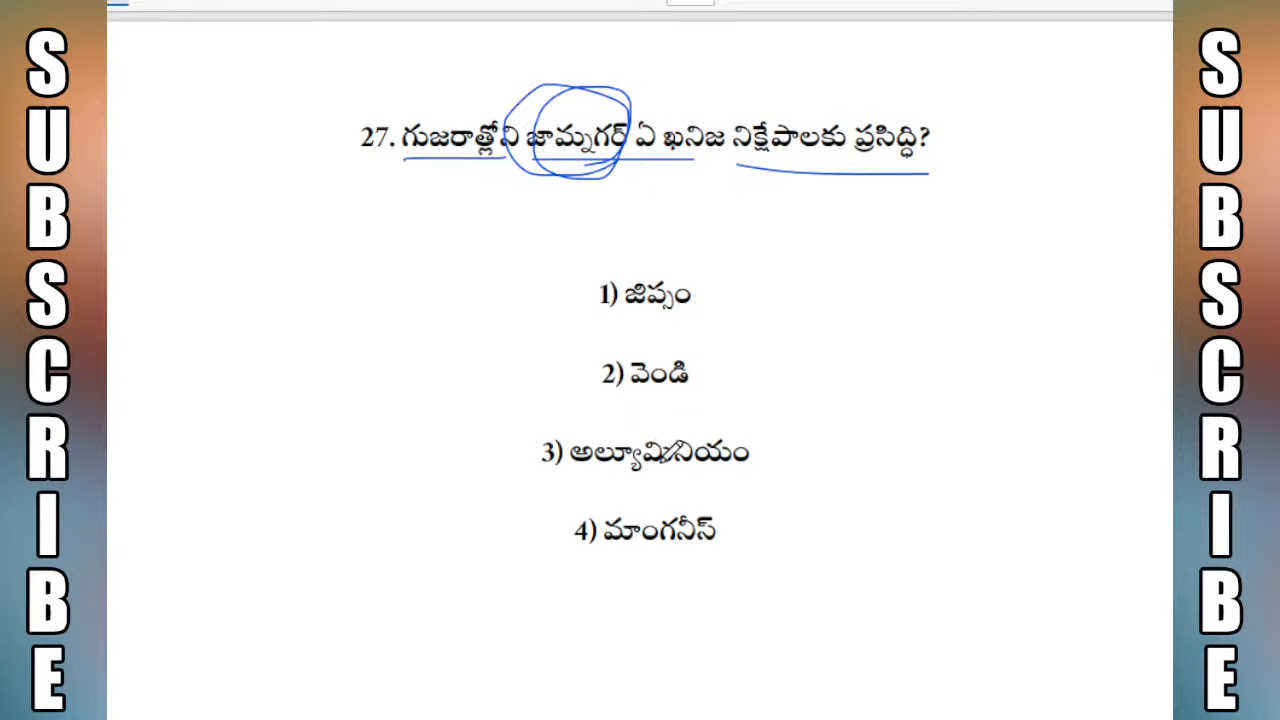 SUBSCRIBE
27. గుజరాత్లోని జామ్నగర్ ఏ ఖనిజ నిక్షేపాలకు ప్రసిద్ధి?
1) జిప్సం
2) వెండి
3) అల్యూమినియం
4) మాంగనీస్
SUBSCRIBE